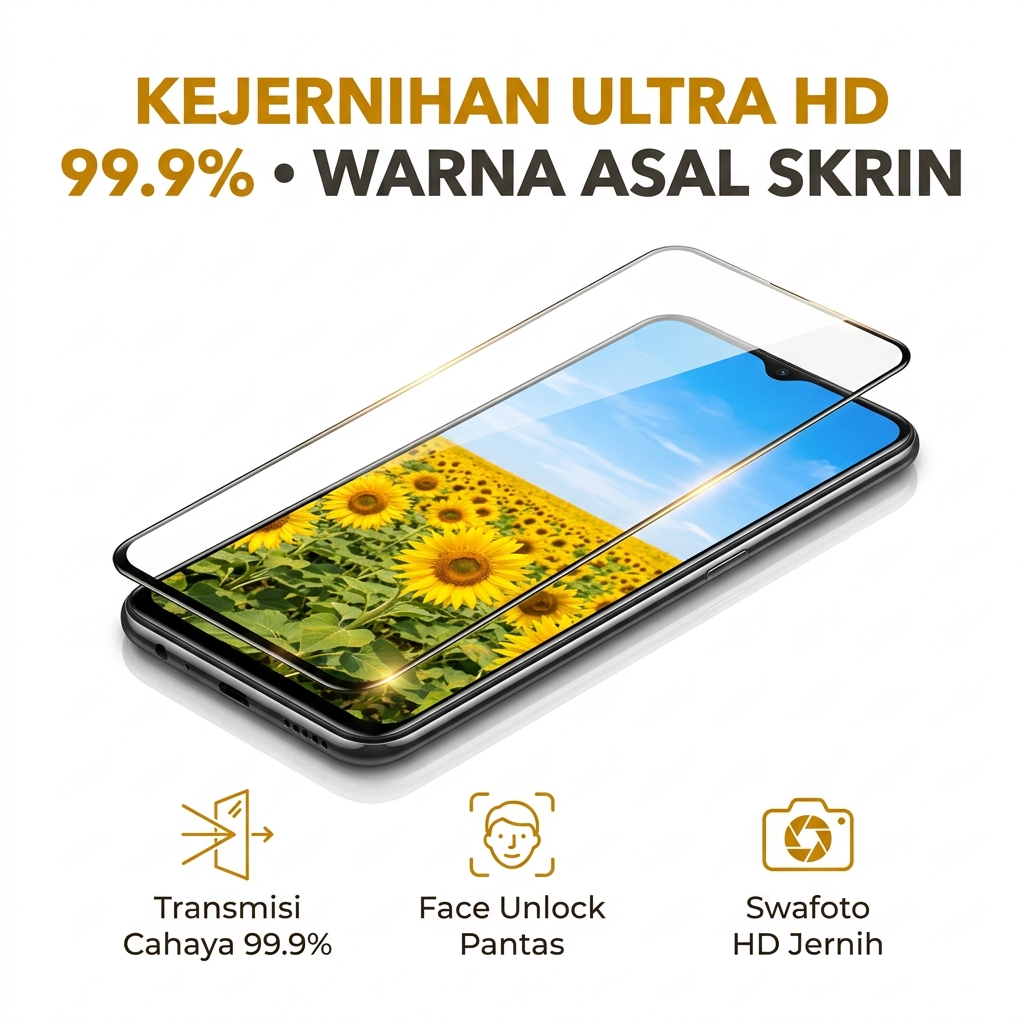 KEJERNIHAN ULTRA HD
99.9% • WARNA ASAL SKRIN
Transmisi
Cahaya 99.9%
Face Unlock
Pantas
Swafoto
HD Jernih